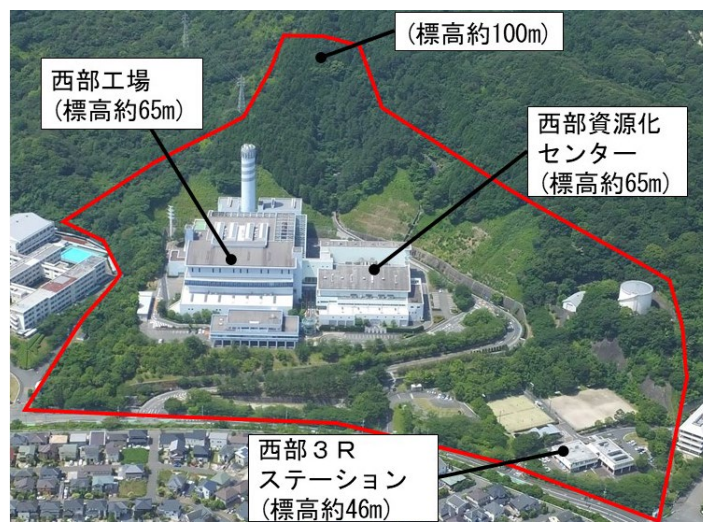 (標高約100m)
西部工場
(標高約65m)
西部資源化
センター
(標高約65m)
西部３Ｒ
ステーション
(標高約46m)